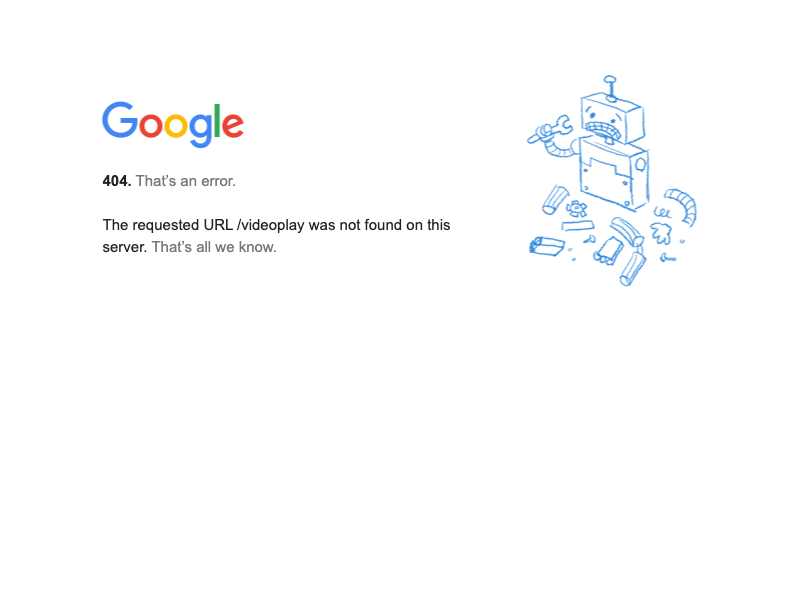 Google
404. That’s an error.
The requested URL /videoplay was not found on this
server. That’s all we know.